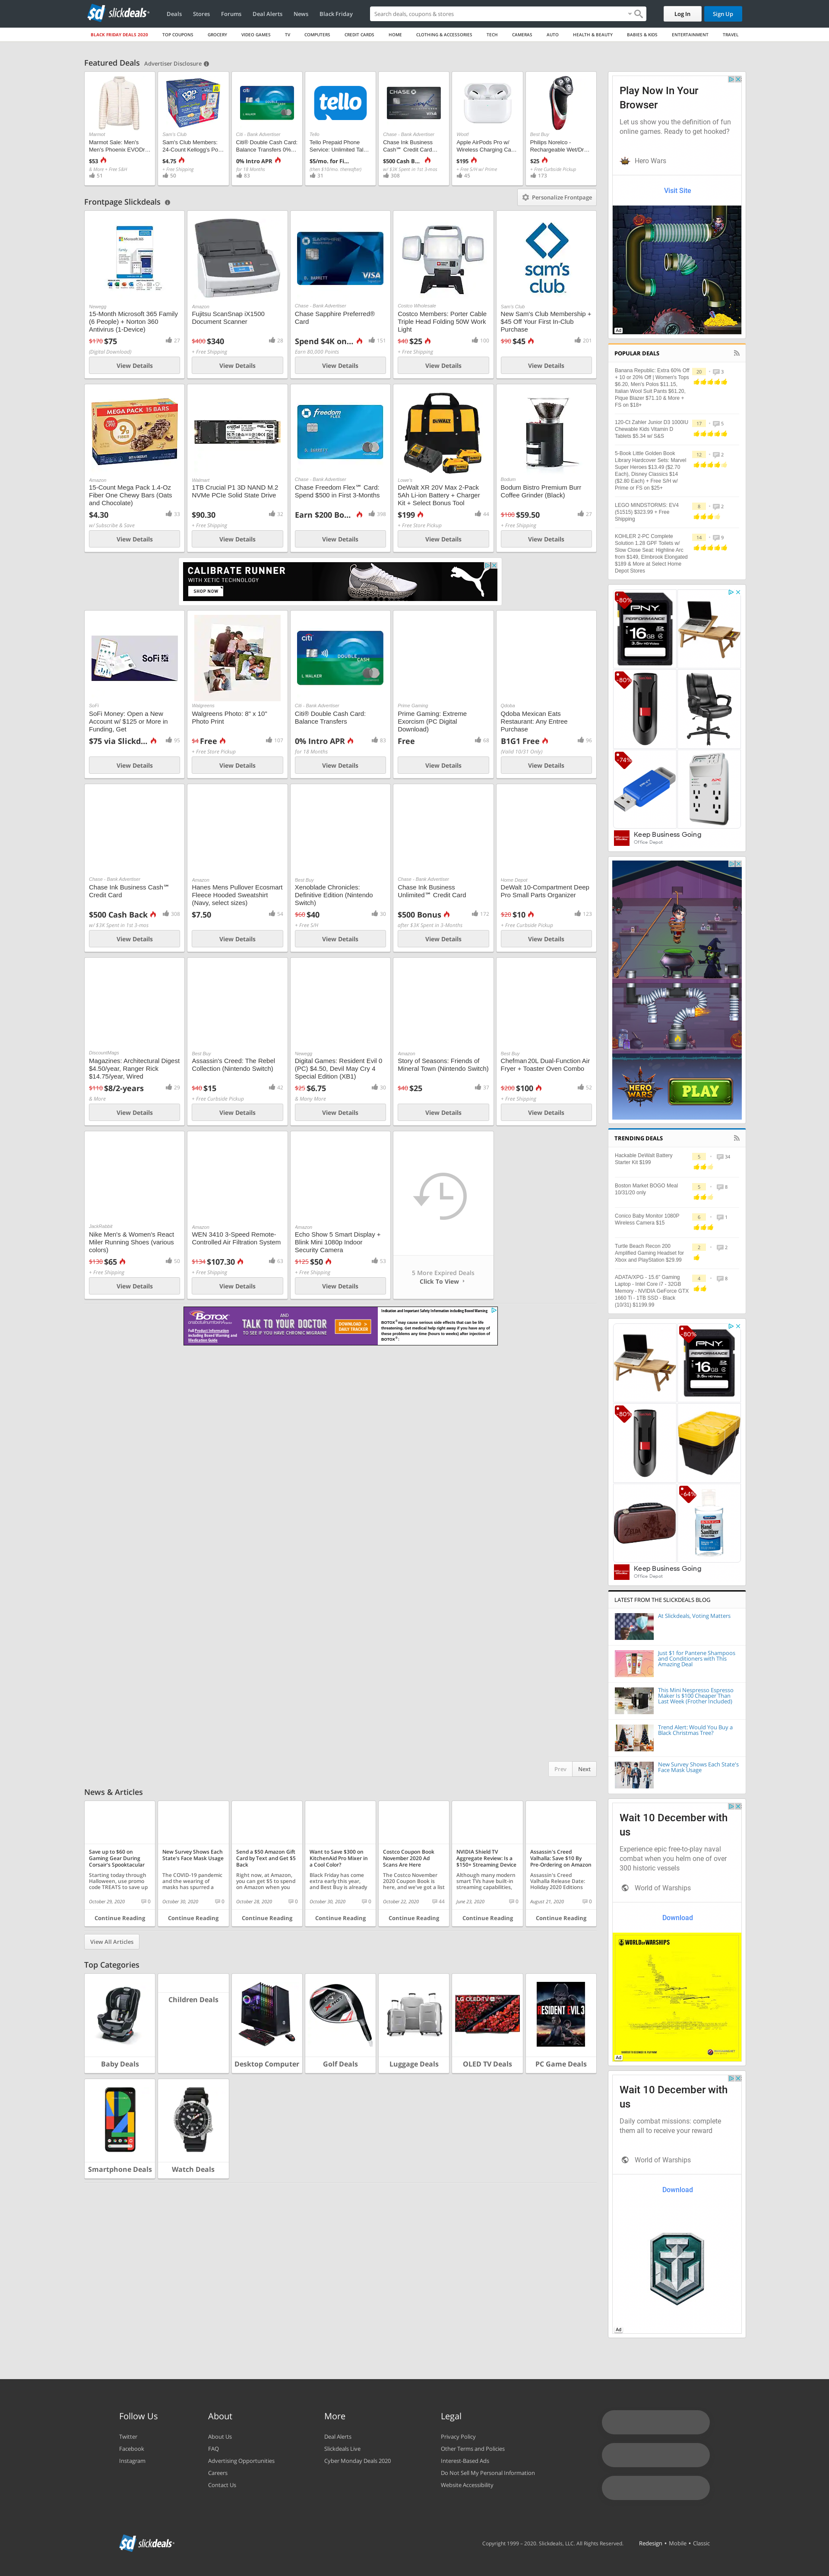 sd slickdeals
Deals Stores Forums Deal Alerts News Black Friday
Search deals, coupons & stores
Log In
Sign Up
BLACK FRIDAY DEALS 2020 TOP COUPONS GROCERY VIDEO GAMES TV COMPUTERS CREDIT CARDS HOME CLOTHING & ACCESSORIES TECH CAMERAS AUTO HEALTH & BEAUTY BABIES & KIDS ENTERTAINMENT TRAVEL
Featured Deals Advertiser Disclosure
Marmot
Marmot Sale: Men's
Men's Phoenix EVODr...
$53
& More + Free S&H
51
Sam's Club
Sam's Club Members:
24-Count Kellogg's Po...
$4.75
+ Free Shipping
50
Citi - Bank Advertiser
Citi® Double Cash Card:
Balance Transfers 0%...
0% Intro APR
for 18 Months
83
tello
Tello
Tello Prepaid Phone
Service: Unlimited Tal...
$5/mo. for Fi...
(then $10/mo. thereafter)
31
Chase - Bank Advertiser
Chase Ink Business
Cash℠ Credit Card...
$500 Cash B...
w/ $3K Spent in 1st 3-mos
308
Woot!
Apple AirPods Pro w/
Wireless Charging Ca...
$195
+ Free S/H w/ Prime
45
Best Buy
Philips Norelco -
Rechargeable Wet/Dr...
$25
+ Free Curbside Pickup
173
Frontpage Slickdeals
Personalize Frontpage
Newegg
15-Month Microsoft 365 Family
(6 People) + Norton 360
Antivirus (1-Device)
$170 $75
27
(Digital Download)
View Details
Amazon
Fujitsu ScanSnap iX1500
Document Scanner
$400 $340
28
+ Free Shipping
View Details
Chase - Bank Advertiser
Chase Sapphire Preferred®
Card
Spend $4K on...
151
Earn 80,000 Points
View Details
Costco Wholesale
Costco Members: Porter Cable
Triple Head Folding 50W Work
Light
$40 $25
100
+ Free Shipping
View Details
sam's
club
Sam's Club
New Sam's Club Membership +
$45 Off Your First In-Club
Purchase
$90 $45
201
View Details
MEGA PACK 15 BARS
Amazon
15-Count Mega Pack 1.4-Oz
Fiber One Chewy Bars (Oats
and Chocolate)
$4.30
33
w/ Subscribe & Save
View Details
Walmart
1TB Crucial P1 3D NAND M.2
NVMe PCIe Solid State Drive
$90.30
32
+ Free Shipping
View Details
freedom
FLEX
Chase - Bank Advertiser
Chase Freedom Flex℠ Card:
Spend $500 in First 3-Months
Earn $200 Bo...
398
View Details
DEWALT
Lowe's
DeWalt XR 20V Max 2-Pack
5Ah Li-ion Battery + Charger
Kit + Select Bonus Tool
$199
44
+ Free Store Pickup
View Details
Bodum
Bodum Bistro Premium Burr
Coffee Grinder (Black)
$100 $59.50
27
+ Free Shipping
View Details
CALIBRATE RUNNER
WITH XETIC TECHNOLOGY
SHOP NOW
PUMA
SoFi
SoFi
SoFi Money: Open a New
Account w/ $125 or More in
Funding, Get
$75 via Slickd...
95
View Details
Walgreens
Walgreens Photo: 8" x 10"
Photo Print
$4 Free
107
+ Free Store Pickup
View Details
citi DOUBLE CASH
L WALKER
Citi - Bank Advertiser
Citi® Double Cash Card:
Balance Transfers
0% Intro APR
83
for 18 Months
View Details
Prime Gaming
Prime Gaming: Extreme
Exorcism (PC Digital
Download)
Free
68
View Details
Qdoba
Qdoba Mexican Eats
Restaurant: Any Entree
Purchase
B1G1 Free
96
(Valid 10/31 Only)
View Details
Chase - Bank Advertiser
Chase Ink Business Cash℠
Credit Card
$500 Cash Back
308
w/ $3K Spent in 1st 3-mos
View Details
Amazon
Hanes Mens Pullover Ecosmart
Fleece Hooded Sweatshirt
(Navy, select sizes)
$7.50
54
View Details
Best Buy
Xenoblade Chronicles:
Definitive Edition (Nintendo
Switch)
$60 $40
30
+ Free S/H
View Details
Chase - Bank Advertiser
Chase Ink Business
Unlimited℠ Credit Card
$500 Bonus
172
after $3K Spent in 3-Months
View Details
Home Depot
DeWalt 10-Compartment Deep
Pro Small Parts Organizer
$20 $10
123
+ Free Curbside Pickup
View Details
DiscountMags
Magazines: Architectural Digest
$4.50/year, Ranger Rick
$14.75/year, Wired
$110 $8/2-years
29
& More
View Details
Best Buy
Assassin's Creed: The Rebel
Collection (Nintendo Switch)
$40 $15
42
+ Free Curbside Pickup
View Details
Newegg
Digital Games: Resident Evil 0
(PC) $4.50, Devil May Cry 4
Special Edition (XB1)
$25 $6.75
30
& Many More
View Details
Amazon
Story of Seasons: Friends of
Mineral Town (Nintendo Switch)
$40 $25
37
View Details
Best Buy
Chefman 20L Dual-Function Air
Fryer + Toaster Oven Combo
$200 $100
52
+ Free Shipping
View Details
JackRabbit
Nike Men's & Women's React
Miler Running Shoes (various
colors)
$130 $65
50
+ Free Shipping
View Details
Amazon
WEN 3410 3-Speed Remote-
Controlled Air Filtration System
$134 $107.30
63
+ Free Shipping
View Details
Amazon
Echo Show 5 Smart Display +
Blink Mini 1080p Indoor
Security Camera
$125 $50
53
+ Free Shipping
View Details
5 More Expired Deals
Click To View
BOTOX
AND
TALK TO YOUR DOCTOR
TO SEE IF YOU HAVE CHRONIC MIGRAINE
DOWNLOAD A DAILY TRACKER
Prev Next
News & Articles
Save up to $60 on
Gaming Gear During
Corsair's Spooktacular
Starting today through
Halloween, use promo
code TREATS to save up
October 29, 2020 0
Continue Reading
New Survey Shows Each
State's Face Mask Usage
The COVID-19 pandemic
and the wearing of
masks has spurred a
October 30, 2020 0
Continue Reading
Send a $50 Amazon Gift
Card by Text and Get $5
Back
Right now, at Amazon,
you can get $5 to spend
on Amazon when you
October 28, 2020 0
Continue Reading
Want to Save $300 on
KitchenAid Pro Mixer in
a Cool Color?
Black Friday has come
extra early this year,
and Best Buy is already
October 30, 2020 0
Continue Reading
Costco Coupon Book
November 2020 Ad
Scans Are Here
The Costco November
2020 Coupon Book is
here, and we've got a list
October 22, 2020 44
Continue Reading
NVIDIA Shield TV
Aggregate Review: Is a
$150+ Streaming Device
Although many modern
smart TVs have built-in
streaming capabilities,
June 23, 2020 0
Continue Reading
Assassin's Creed
Valhalla: Save $10 By
Pre-Ordering on Amazon
Assassin's Creed
Valhalla Release Date:
Holiday 2020 Editions
August 21, 2020 0
Continue Reading
View All Articles
Top Categories
Baby Deals
Children Deals
Desktop Computer
Golf Deals
Luggage Deals
LG OLED TV
OLED TV Deals
RESIDENT EVIL 3
PC Game Deals
Smartphone Deals
Watch Deals
Play Now In Your
Browser
Let us show you the definition of fun
online games. Ready to get hooked?
Hero Wars
Visit Site
Ad
POPULAR DEALS
Banana Republic: Extra 60% Off
+ 10 or 20% Off | Women's Tops
$6.20, Men's Polos $11.15,
Italian Wool Suit Pants $61.20,
Pique Blazer $71.10 & More +
FS on $18+
20 3
120-Ct Zahler Junior D3 1000IU
Chewable Kids Vitamin D
Tablets $5.34 w/ S&S
17 5
5-Book Little Golden Book
Library Hardcover Sets: Marvel
Super Heroes $13.49 ($2.70
Each), Disney Classics $14
($2.80 Each) + Free S/H w/
Prime or FS on $25+
12 2
LEGO MINDSTORMS: EV4
(51515) $323.99 + Free
Shipping
8 2
KOHLER 2-PC Complete
Solution 1.28 GPF Toilets w/
Slow Close Seat: Highline Arc
from $149, Elmbrook Elongated
$189 & More at Select Home
Depot Stores
14 9
-80%
PNY
PERFORMANCE
16 GB
-80%
-74%
Keep Business Going
Office Depot
HERO
WARS
PLAY
TRENDING DEALS
Hackable DeWalt Battery
Starter Kit $199
5 34
Boston Market BOGO Meal
10/31/20 only
5 8
Conico Baby Monitor 1080P
Wireless Camera $15
6 1
Turtle Beach Recon 200
Amplified Gaming Headset for
Xbox and PlayStation $29.99
2 2
ADATA/XPG - 15.6" Gaming
Laptop - Intel Core i7 - 32GB
Memory - NVIDIA GeForce GTX
1660 Ti - 1TB SSD - Black
(10/31) $1199.99
4 8
-80%
PNY
PERFORMANCE
16 GB
-80%
-64%
Hand
Sanitizer
Keep Business Going
Office Depot
LATEST FROM THE SLICKDEALS BLOG
At Slickdeals, Voting Matters
Just $1 for Pantene Shampoos
and Conditioners with This
Amazing Deal
This Mini Nespresso Espresso
Maker Is $100 Cheaper Than
Last Week (Frother Included)
Trend Alert: Would You Buy a
Black Christmas Tree?
New Survey Shows Each State's
Face Mask Usage
Wait 10 December with
us
Experience epic free-to-play naval
combat when you helm one of over
300 historic vessels
World of Warships
Download
WORLD OF WARSHIPS
Ad
Wait 10 December with
us
Daily combat missions: complete
them all to receive your reward
World of Warships
Download
Ad
Follow Us
Twitter
Facebook
Instagram
About
About Us
FAQ
Advertising Opportunities
Careers
Contact Us
More
Deal Alerts
Slickdeals Live
Cyber Monday Deals 2020
Legal
Privacy Policy
Other Terms and Policies
Interest-Based Ads
Do Not Sell My Personal Information
Website Accessibility
sd slickdeals
Copyright 1999 - 2020. Slickdeals, LLC. All Rights Reserved. Redesign • Mobile • Classic